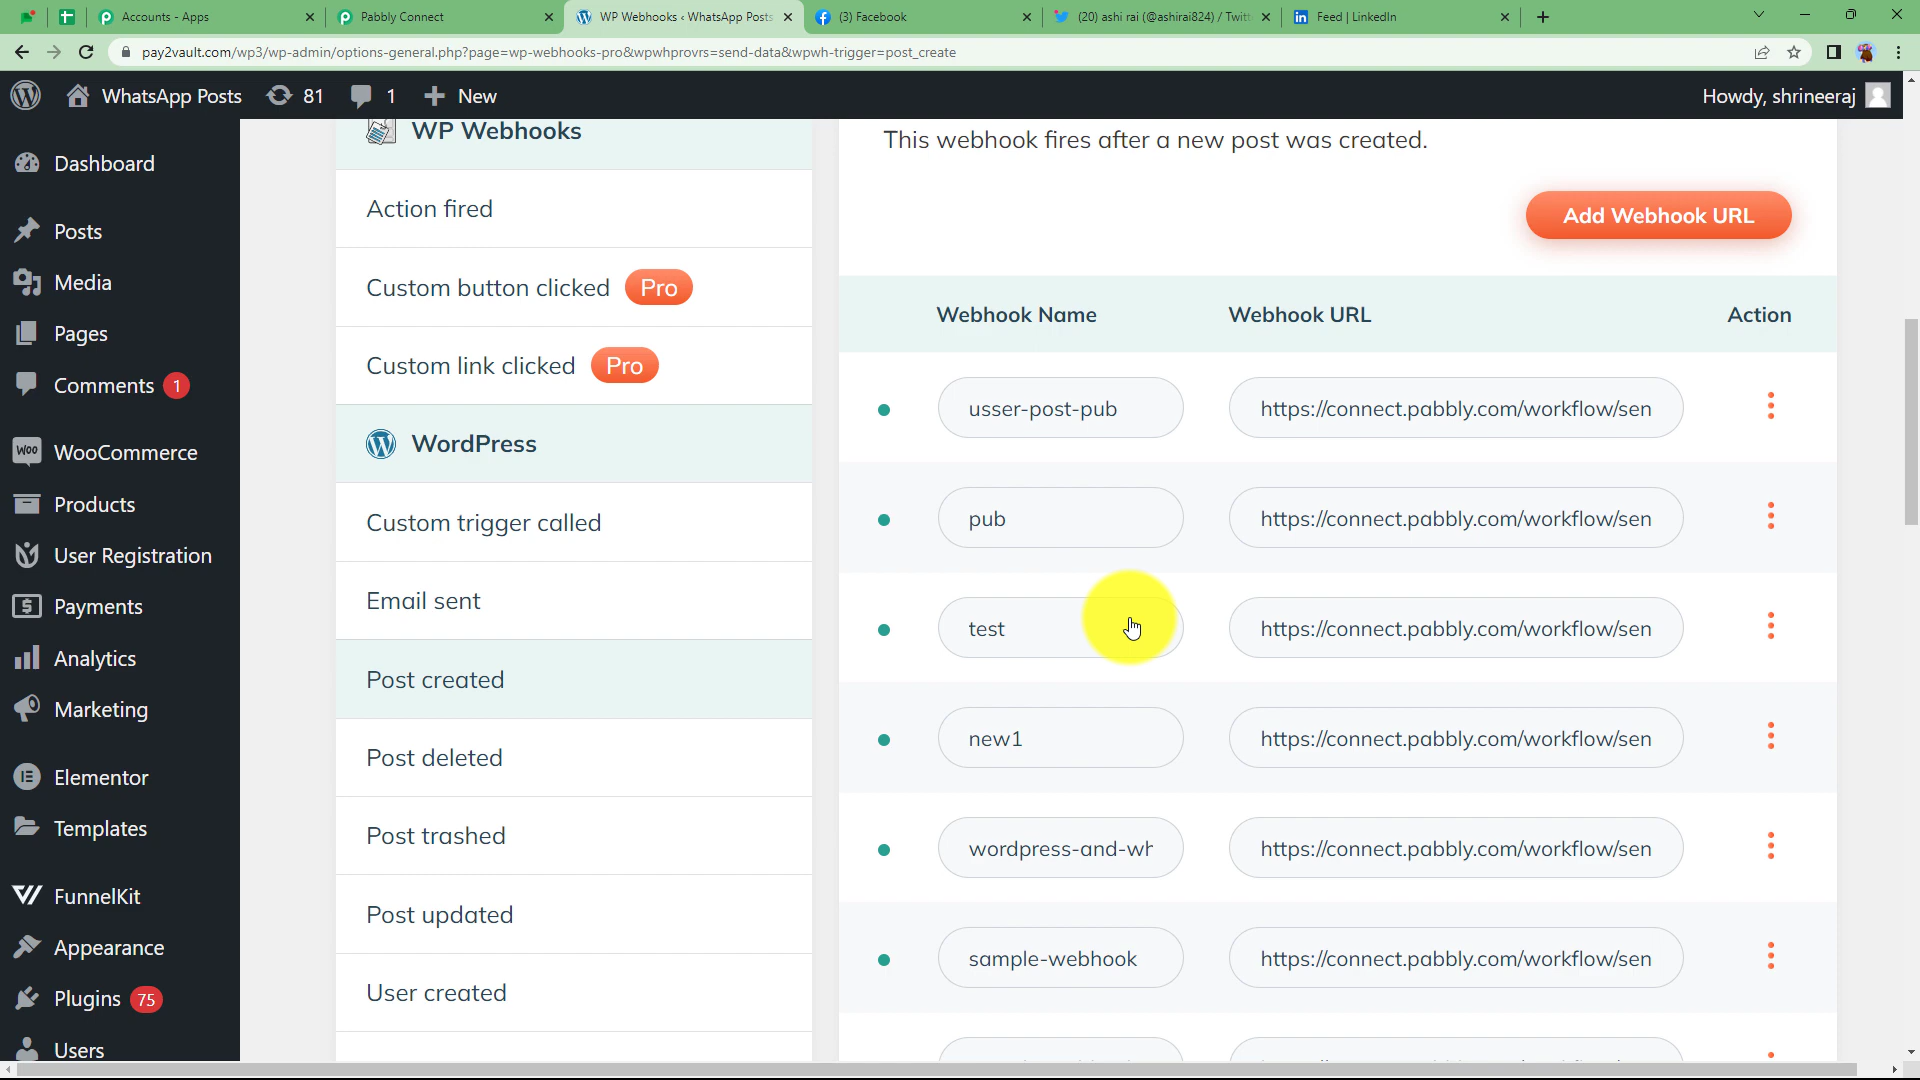 Accounts - Apps
Pabbly Connect
WP Webhooks ‹ WhatsApp Posts
(3) Facebook
(20) ashi rai (@ashirai824) / Twitt
Feed | LinkedIn
pay2vault.com/wp3/wp-admin/options-general.php?page=wp-webhooks-pro&wpwhprovrs=send-data&wpwh-trigger=post_create
WhatsApp Posts
81
1
New
Howdy, shrineeraj
Dashboard
Posts
Media
Pages
Comments 1
WooCommerce
Products
User Registration
Payments
Analytics
Marketing
Elementor
Templates
FunnelKit
Appearance
Plugins 75
Users
WP Webhooks
Action fired
Custom button clicked Pro
Custom link clicked Pro
WordPress
Custom trigger called
Email sent
Post created
Post deleted
Post trashed
Post updated
User created
This webhook fires after a new post was created.
Add Webhook URL
Webhook Name Webhook URL Action
usser-post-pub https://connect.pabbly.com/workflow/sen
pub https://connect.pabbly.com/workflow/sen
test https://connect.pabbly.com/workflow/sen
new1 https://connect.pabbly.com/workflow/sen
wordpress-and-wh https://connect.pabbly.com/workflow/sen
sample-webhook https://connect.pabbly.com/workflow/sen